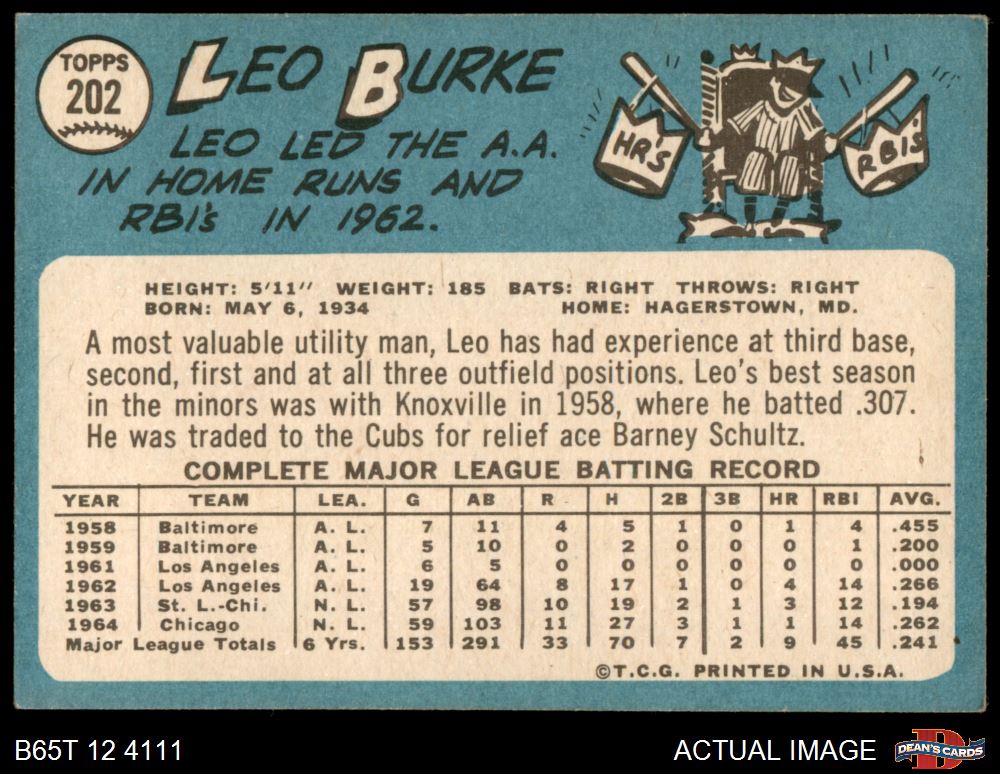 TOPPS
202
LEO BURKE
LEO LED THE A.A.
IN HOME RUNS AND
RBI's IN 1962.
HR'S
RBI'S
HEIGHT: 5'11" WEIGHT: 185 BATS: RIGHT THROWS: RIGHT
BORN: MAY 6, 1934 HOME: HAGERSTOWN, MD.
A most valuable utility man, Leo has had experience at third base,
second, first and at all three outfield positions. Leo's best season
in the minors was with Knoxville in 1958, where he batted .307.
He was traded to the Cubs for relief ace Barney Schultz.
COMPLETE MAJOR LEAGUE BATTING RECORD
YEAR TEAM LEA. G AB R H 2B 3B HR RBI AVG.
1958 Baltimore A. L. 7 11 4 5 1 0 1 4 .455
1959 Baltimore A. L. 5 10 0 2 0 0 0 1 .200
1961 Los Angeles A. L. 6 5 0 0 0 0 0 0 .000
1962 Los Angeles A. L. 19 64 8 17 1 0 4 14 .266
1963 St. L.-Chi. N. L. 57 98 10 19 2 1 3 12 .194
1964 Chicago N. L. 59 103 11 27 3 1 1 14 .262
Major League Totals 6 Yrs. 153 291 33 70 7 2 9 45 .241
©T.C.G. PRINTED IN U.S.A.
B65T 12 4111 ACTUAL IMAGE DEAN'S CARDS